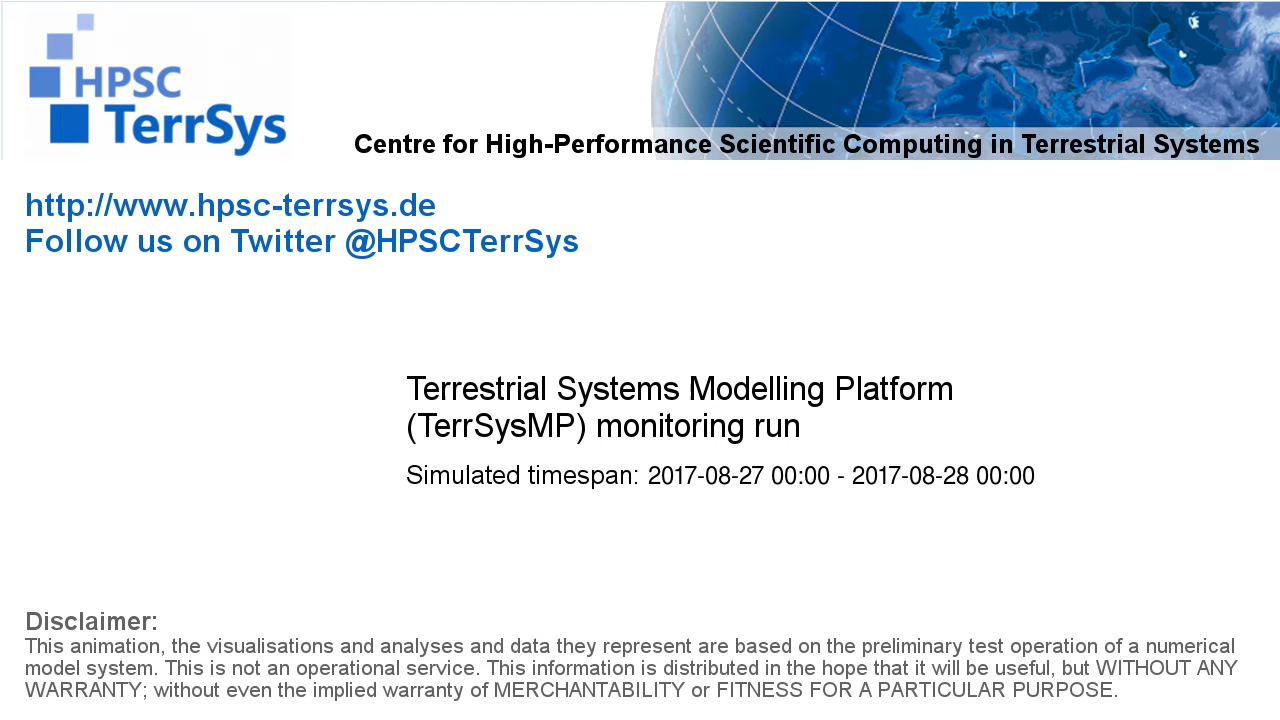 HPSC
TerrSys
Centre for High-Performance Scientific Computing in Terrestrial Systems
http://www.hpsc-terrsys.de
Follow us on Twitter @HPSCTerrSys
Terrestrial Systems Modelling Platform
(TerrSysMP) monitoring run
Simulated timespan: 2017-08-27 00:00 - 2017-08-28 00:00
Disclaimer:
This animation, the visualisations and analyses and data they represent are based on the preliminary test operation of a numerical
model system. This is not an operational service. This information is distributed in the hope that it will be useful, but WITHOUT ANY
WARRANTY; without even the implied warranty of MERCHANTABILITY or FITNESS FOR A PARTICULAR PURPOSE.